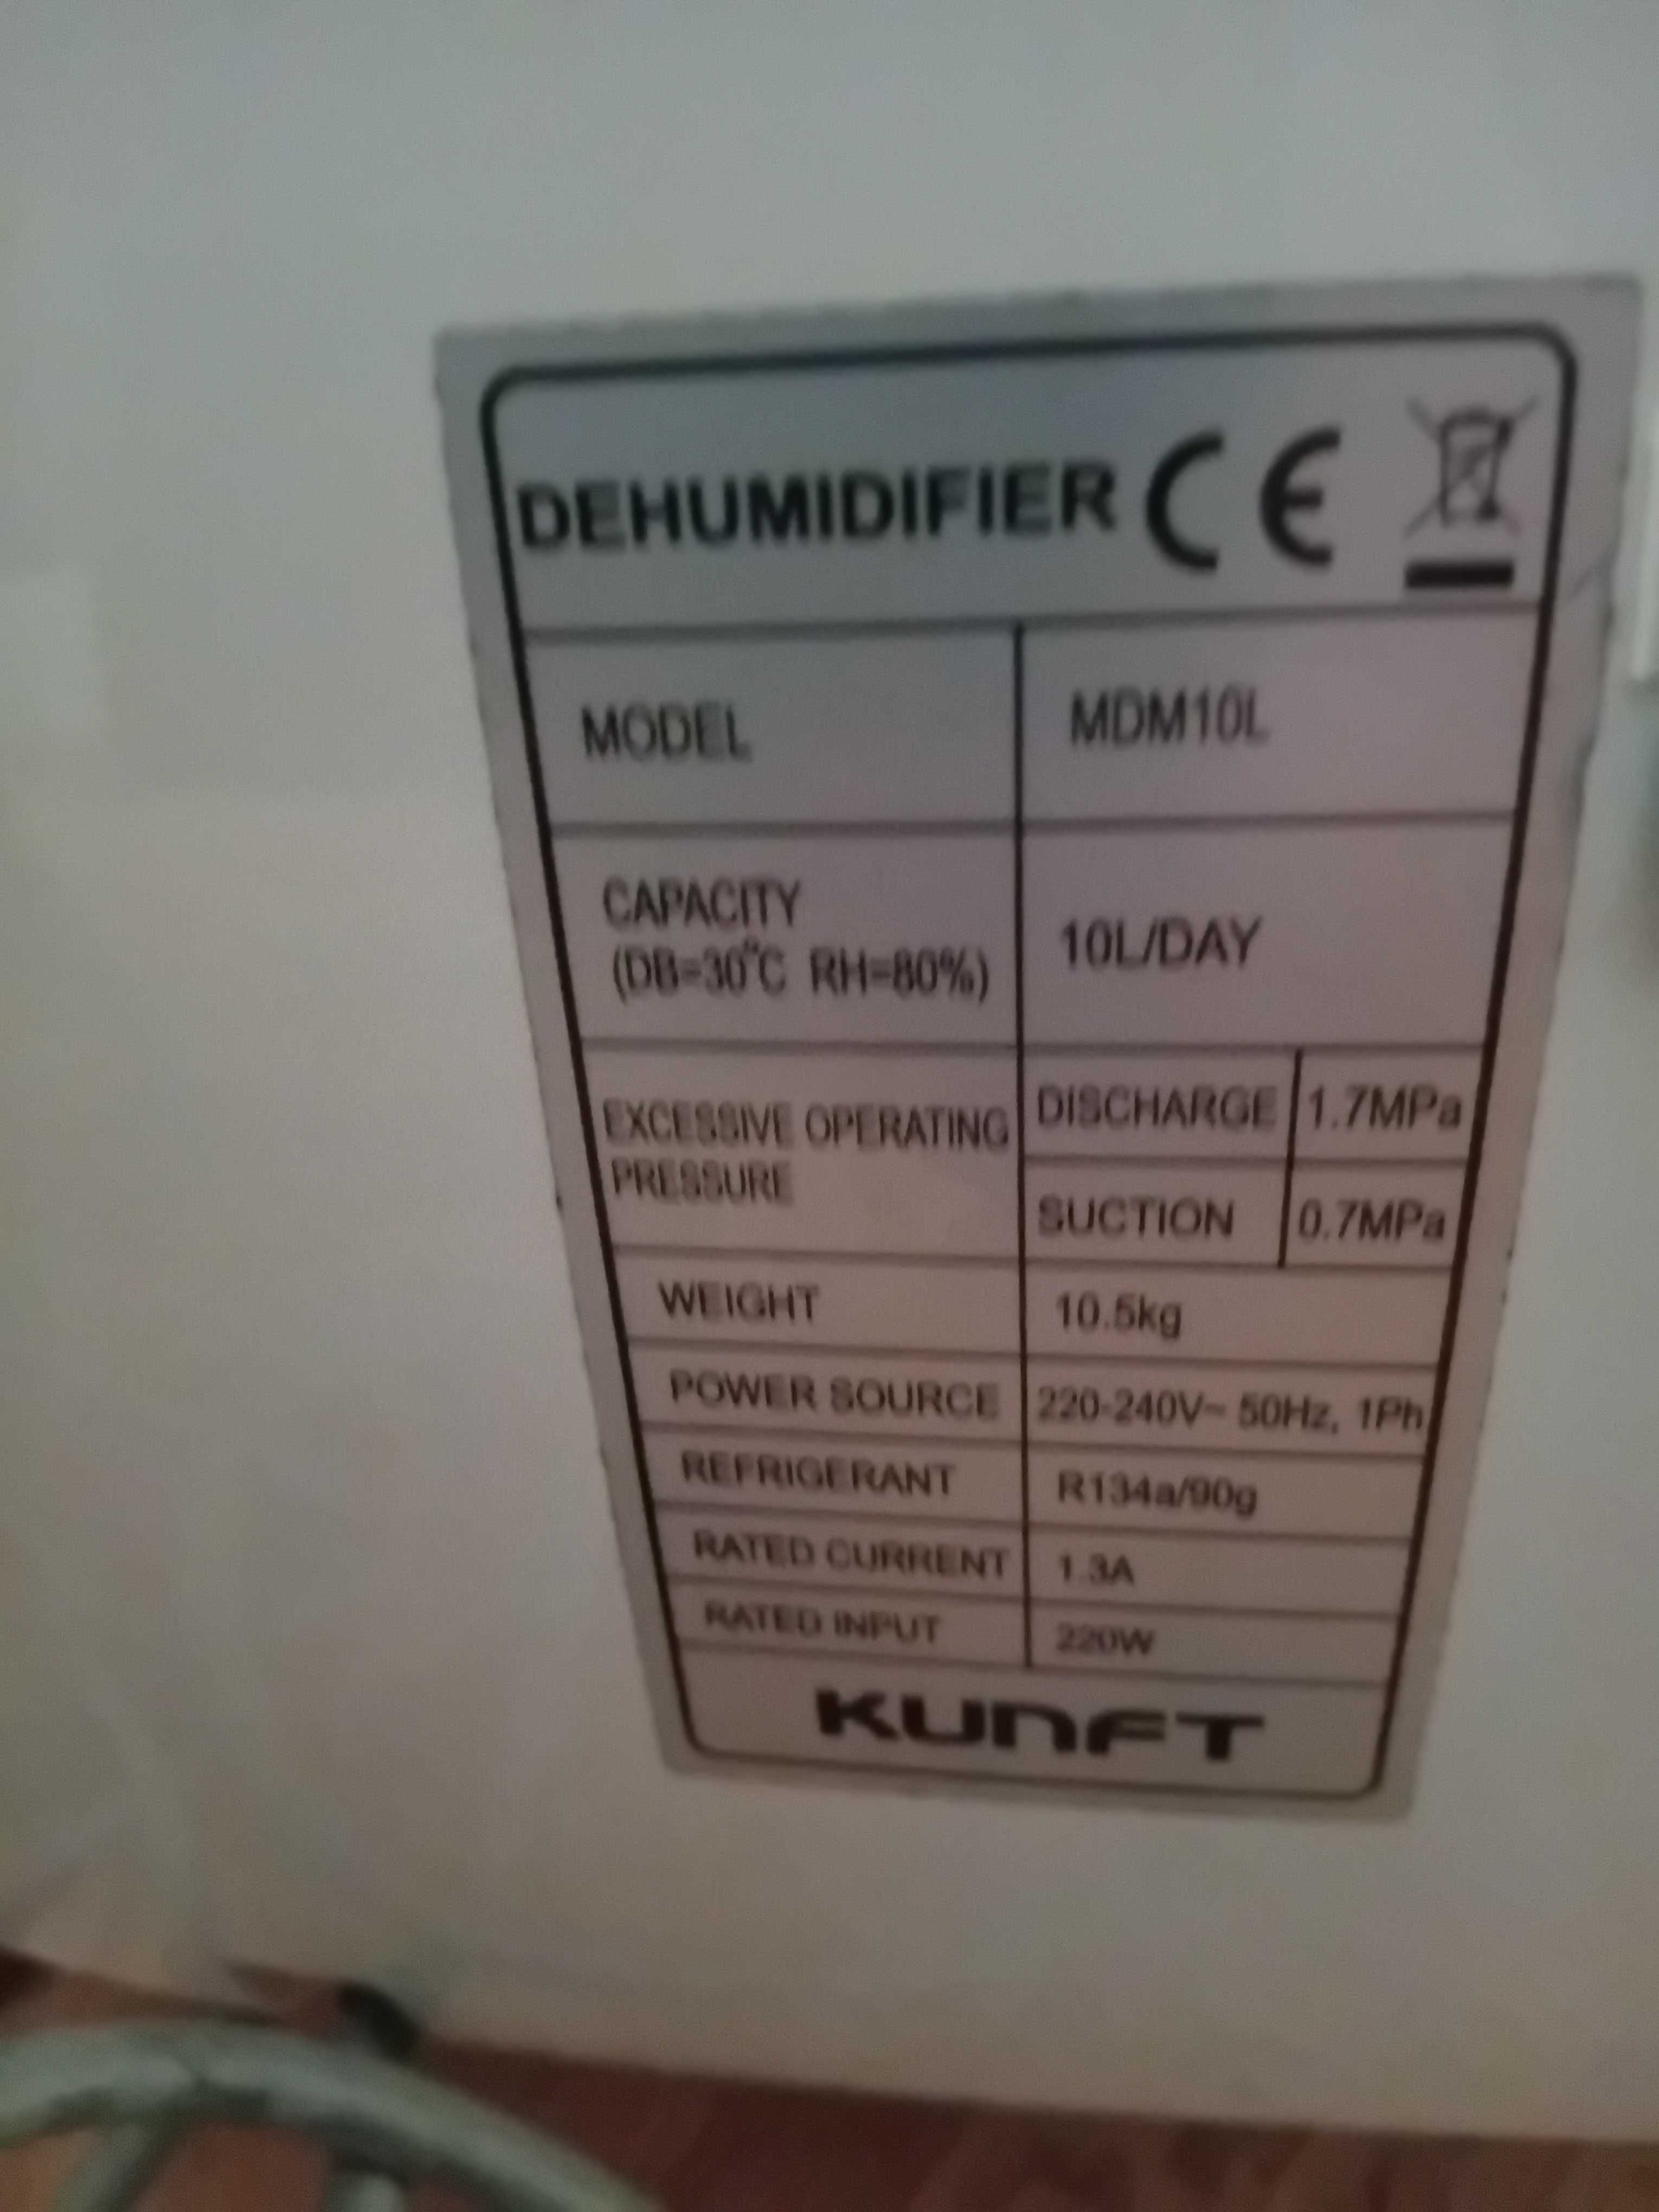 DEHUMIDIFIER CE
MODEL MDM10L
CAPACITY
(DB=30°C RH=80%) 10L/DAY
EXCESSIVE OPERATING
PRESSURE
DISCHARGE 1.7MPa
SUCTION 0.7MPa
WEIGHT 10.5kg
POWER SOURCE 220-240V~ 50Hz, 1Ph
REFRIGERANT R134a/90g
RATED CURRENT 1.3A
RATED INPUT 220W
KUNFT